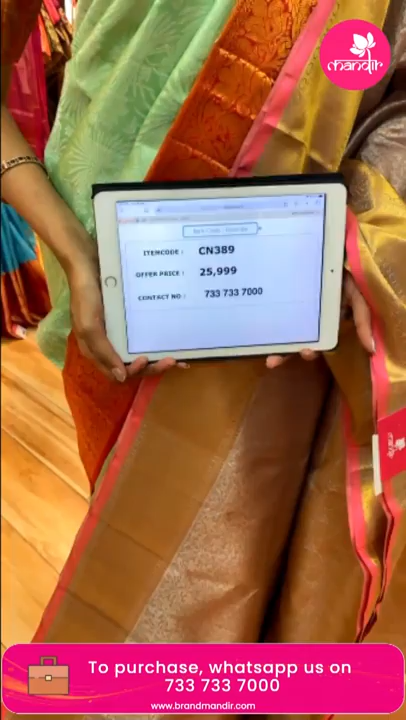 mandir
ITEMCODE : CN389
OFFER PRICE : 25,999
CONTACT NO : 733 733 7000
To purchase, whatsapp us on
733 733 7000
www.brandmandir.com